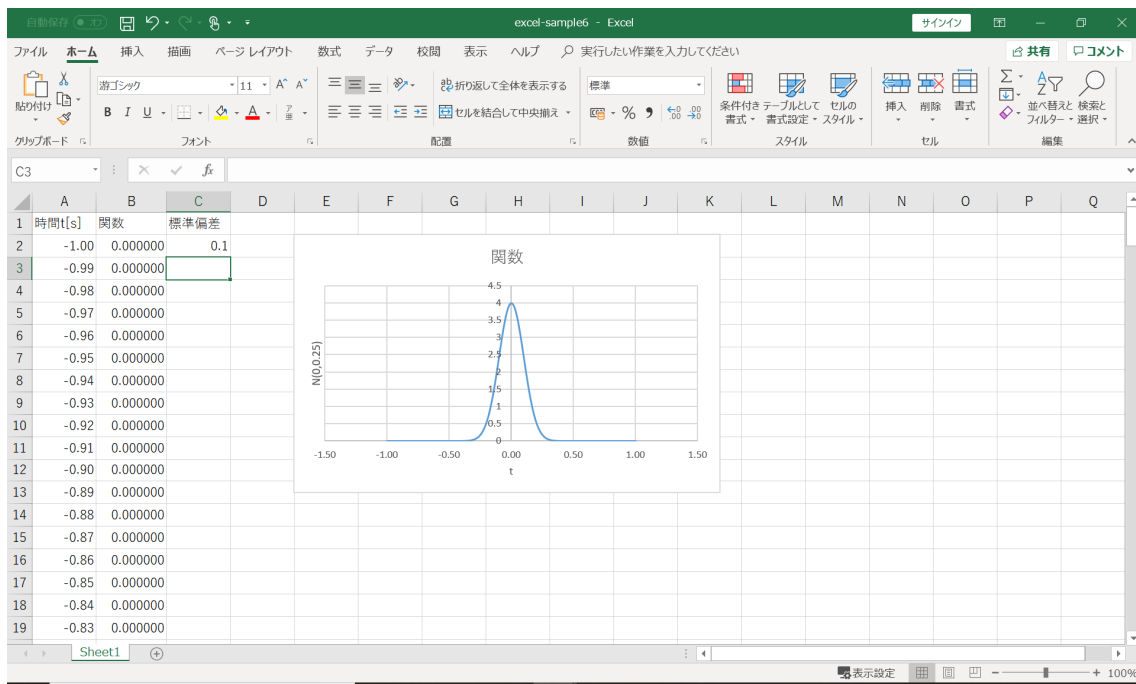 自動保存 オフ excel-sample6 - Excel サインイン
ファイル ホーム 挿入 描画 ページ レイアウト 数式 データ 校閲 表示 ヘルプ 実行したい作業を入力してください 共有 コメント
貼り付け 游ゴシック 11 A A ab 折り返して全体を表示する 標準 条件付き書式 テーブルとして書式設定 セルのスタイル 挿入 削除 書式 並べ替えと フィルター 検索と 選択
B I U A セルを結合して中央揃え % 
クリップボード フォント 配置 数値 スタイル セル 編集
C3 fx
A B C D E F G H I J K L M N O P Q
1 時間t[s] 関数 標準偏差
2 -1.00 0.000000 0.1
3 -0.99 0.000000
4 -0.98 0.000000
5 -0.97 0.000000
6 -0.96 0.000000
7 -0.95 0.000000
8 -0.94 0.000000
9 -0.93 0.000000
10 -0.92 0.000000
11 -0.91 0.000000
12 -0.90 0.000000
13 -0.89 0.000000
14 -0.88 0.000000
15 -0.87 0.000000
16 -0.86 0.000000
17 -0.85 0.000000
18 -0.84 0.000000
19 -0.83 0.000000
関数
4.5
4
3.5
3
2.5
2
1.5
1
0.5
0
N(0,0.25)
-1.50 -1.00 -0.50 0.00 0.50 1.00 1.50
t
Sheet1
表示設定 100%